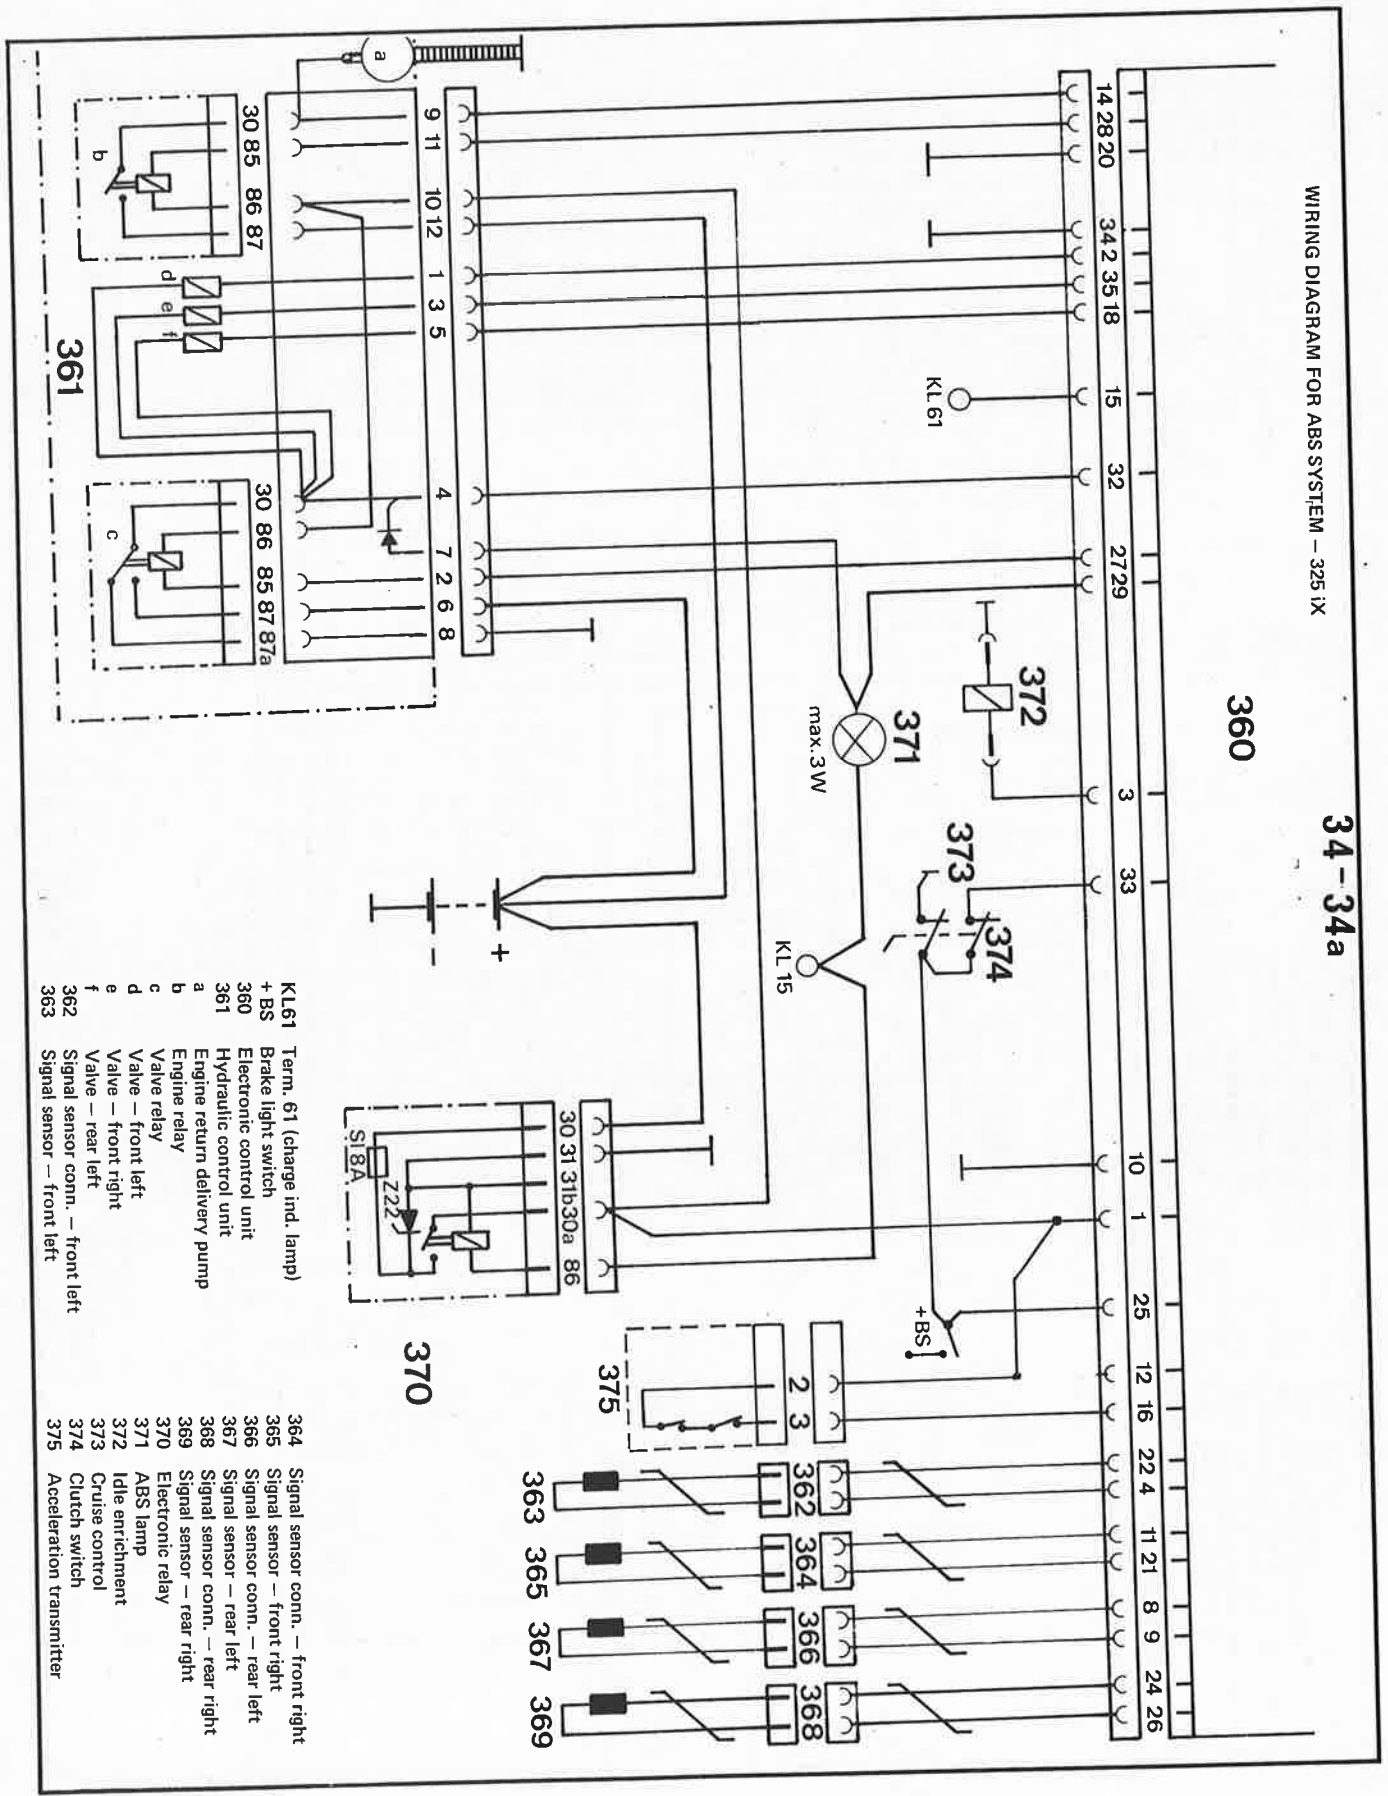 34-34a
WIRING DIAGRAM FOR ABS SYSTEM – 325 iX
360
14 28 20 34 2 35 18 15 32 27 29 3 33 10 1 25 12 16 22 4 11 21 8 9 24 26
KL 61
372
371
max. 3W
373
374
KL 15
+BS
a
9 11 10 12 1 3 5 4 7 2 6 8
30 85 86 87
b
d
e
f
361
30 86 85 87 87a
c
+
–
30 31 31b 30a 86
SI 8A
Z22
370
2 3
375
362
363
364
365
366
367
368
369
KL61 Term. 61 (charge ind. lamp)
+ BS Brake light switch
360 Electronic control unit
361 Hydraulic control unit
a Engine return delivery pump
b Engine relay
c Valve relay
d Valve – front left
e Valve – front right
f Valve – rear left
362 Signal sensor conn. – front left
363 Signal sensor – front left
364 Signal sensor conn. – front right
365 Signal sensor – front right
366 Signal sensor conn. – rear left
367 Signal sensor – rear left
368 Signal sensor conn. – rear right
369 Signal sensor – rear right
370 Electronic relay
371 ABS lamp
372 Idle enrichment
373 Cruise control
374 Clutch switch
375 Acceleration transmitter